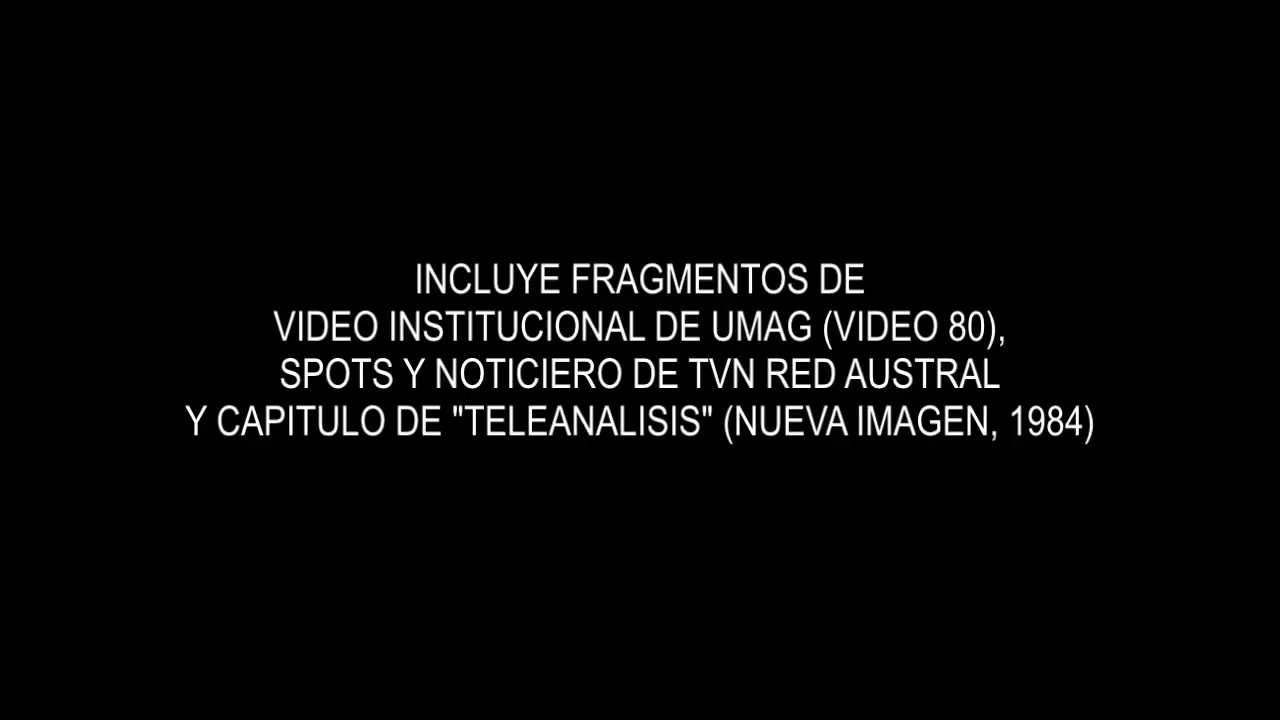 INCLUYE FRAGMENTOS DE
VIDEO INSTITUCIONAL DE UMAG (VIDEO 80),
SPOTS Y NOTICIERO DE TVN RED AUSTRAL
Y CAPITULO DE "TELEANALISIS" (NUEVA IMAGEN, 1984)